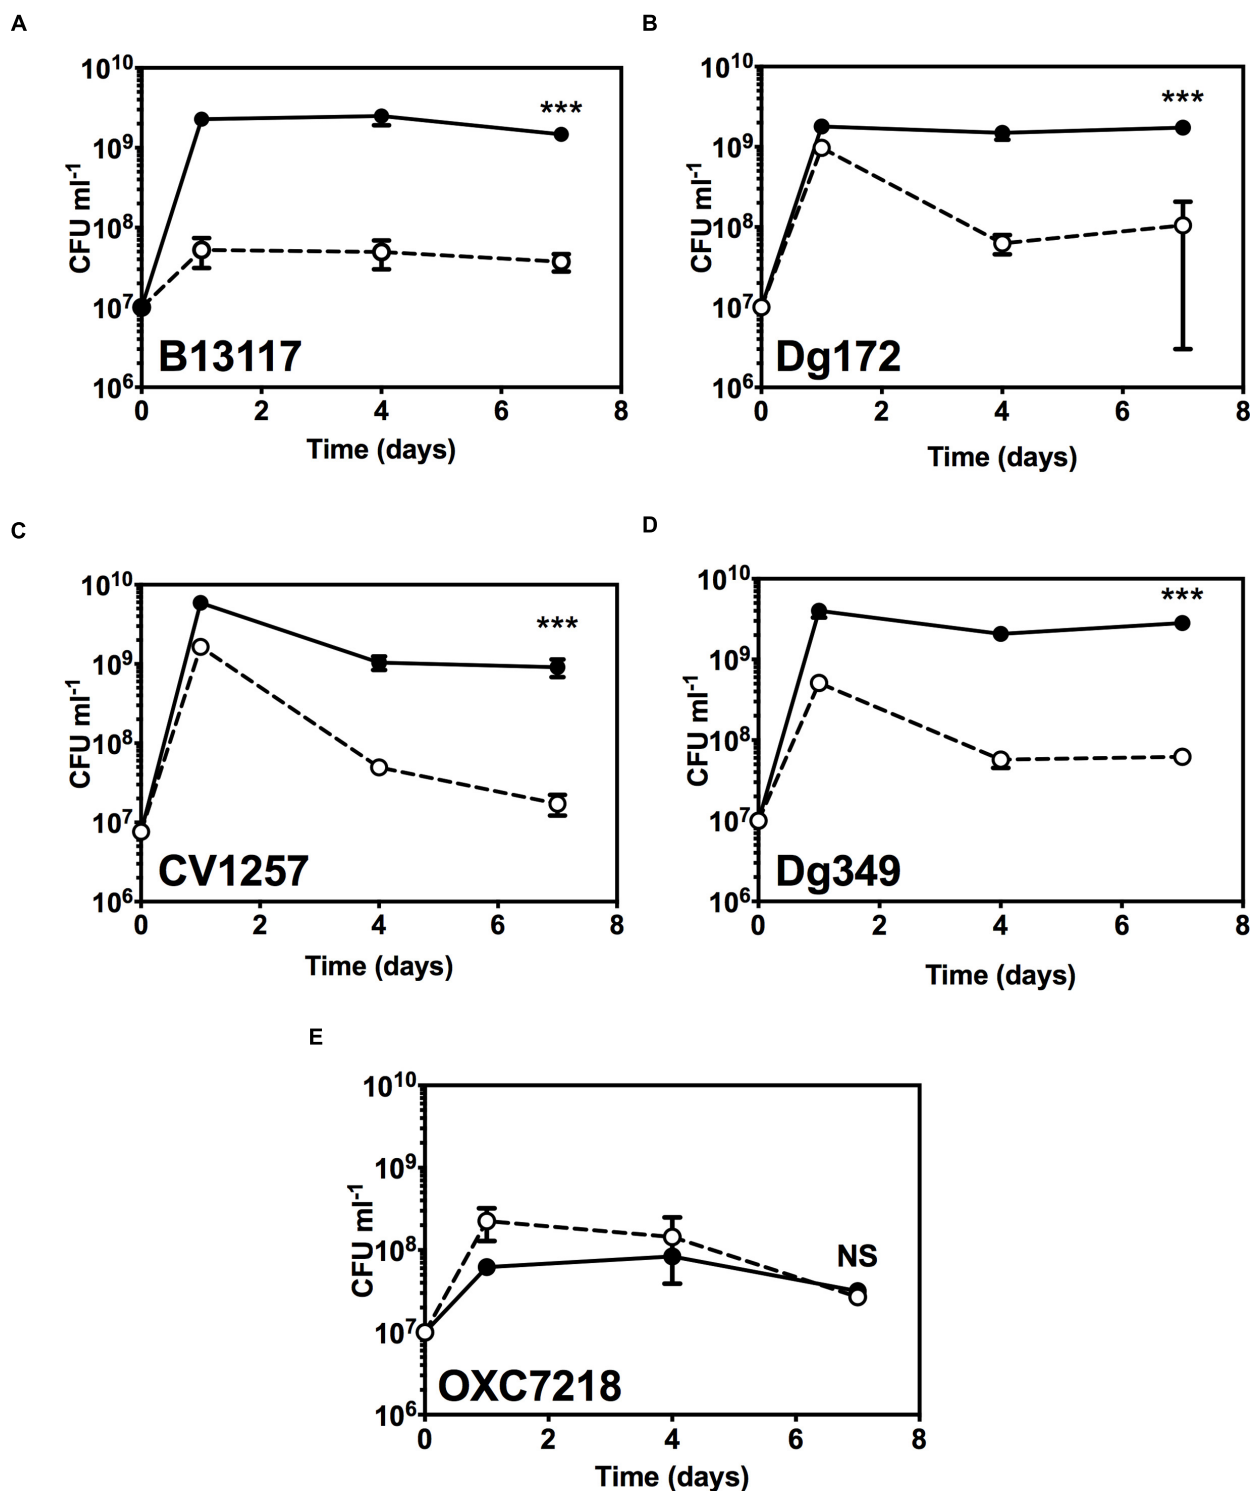 A
10^10
10^9
10^8
10^7
10^6
CFU ml^-1
***
B13117
0 2 4 6 8
Time (days)
B
10^10
10^9
10^8
10^7
10^6
CFU ml^-1
***
Dg172
0 2 4 6 8
Time (days)
C
10^10
10^9
10^8
10^7
10^6
CFU ml^-1
***
CV1257
0 2 4 6 8
Time (days)
D
10^10
10^9
10^8
10^7
10^6
CFU ml^-1
***
Dg349
0 2 4 6 8
Time (days)
E
10^10
10^9
10^8
10^7
10^6
CFU ml^-1
NS
OXC7218
0 2 4 6 8
Time (days)